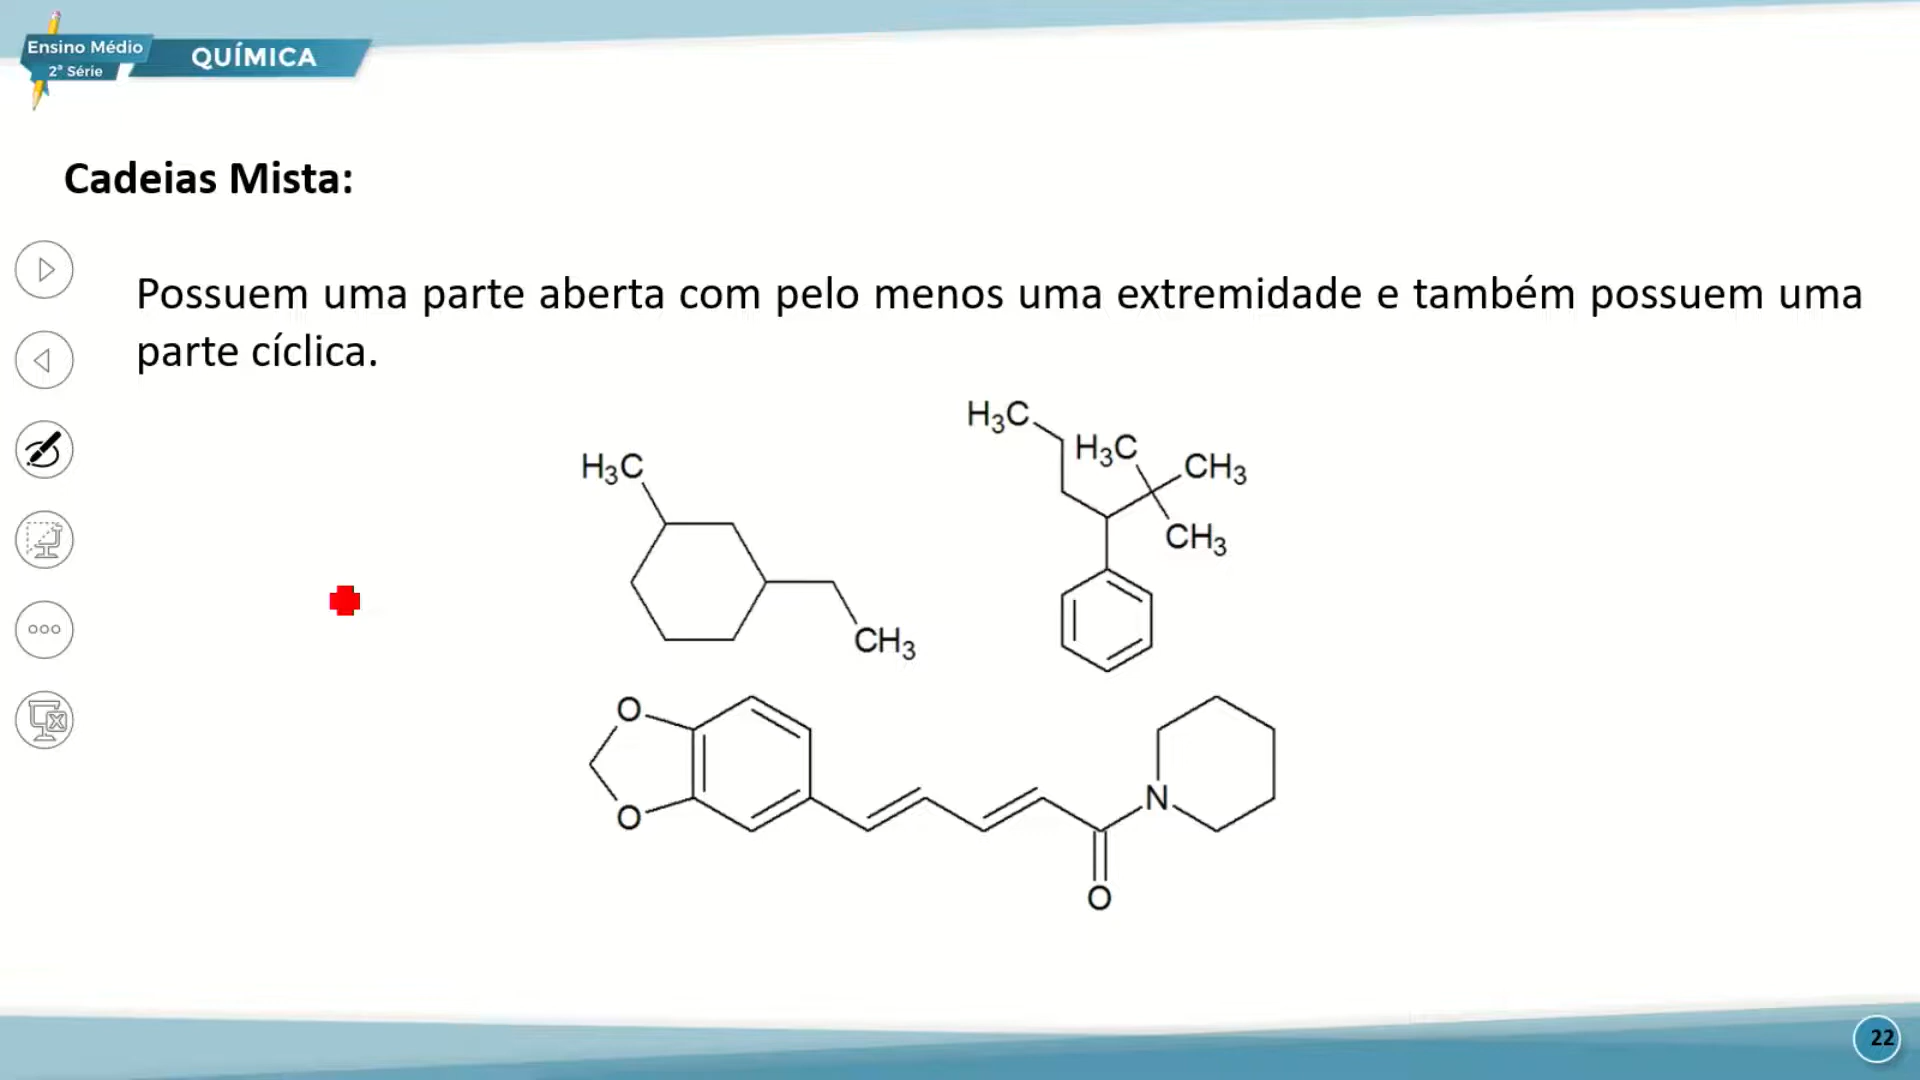 Ensino Médio
2ª Série
QUÍMICA
Cadeias Mista:
Possuem uma parte aberta com pelo menos uma extremidade e também possuem uma
parte cíclica.
H₃C
H₃C
H₃C
CH₃
CH₃
CH₃
O
O
N
O
22